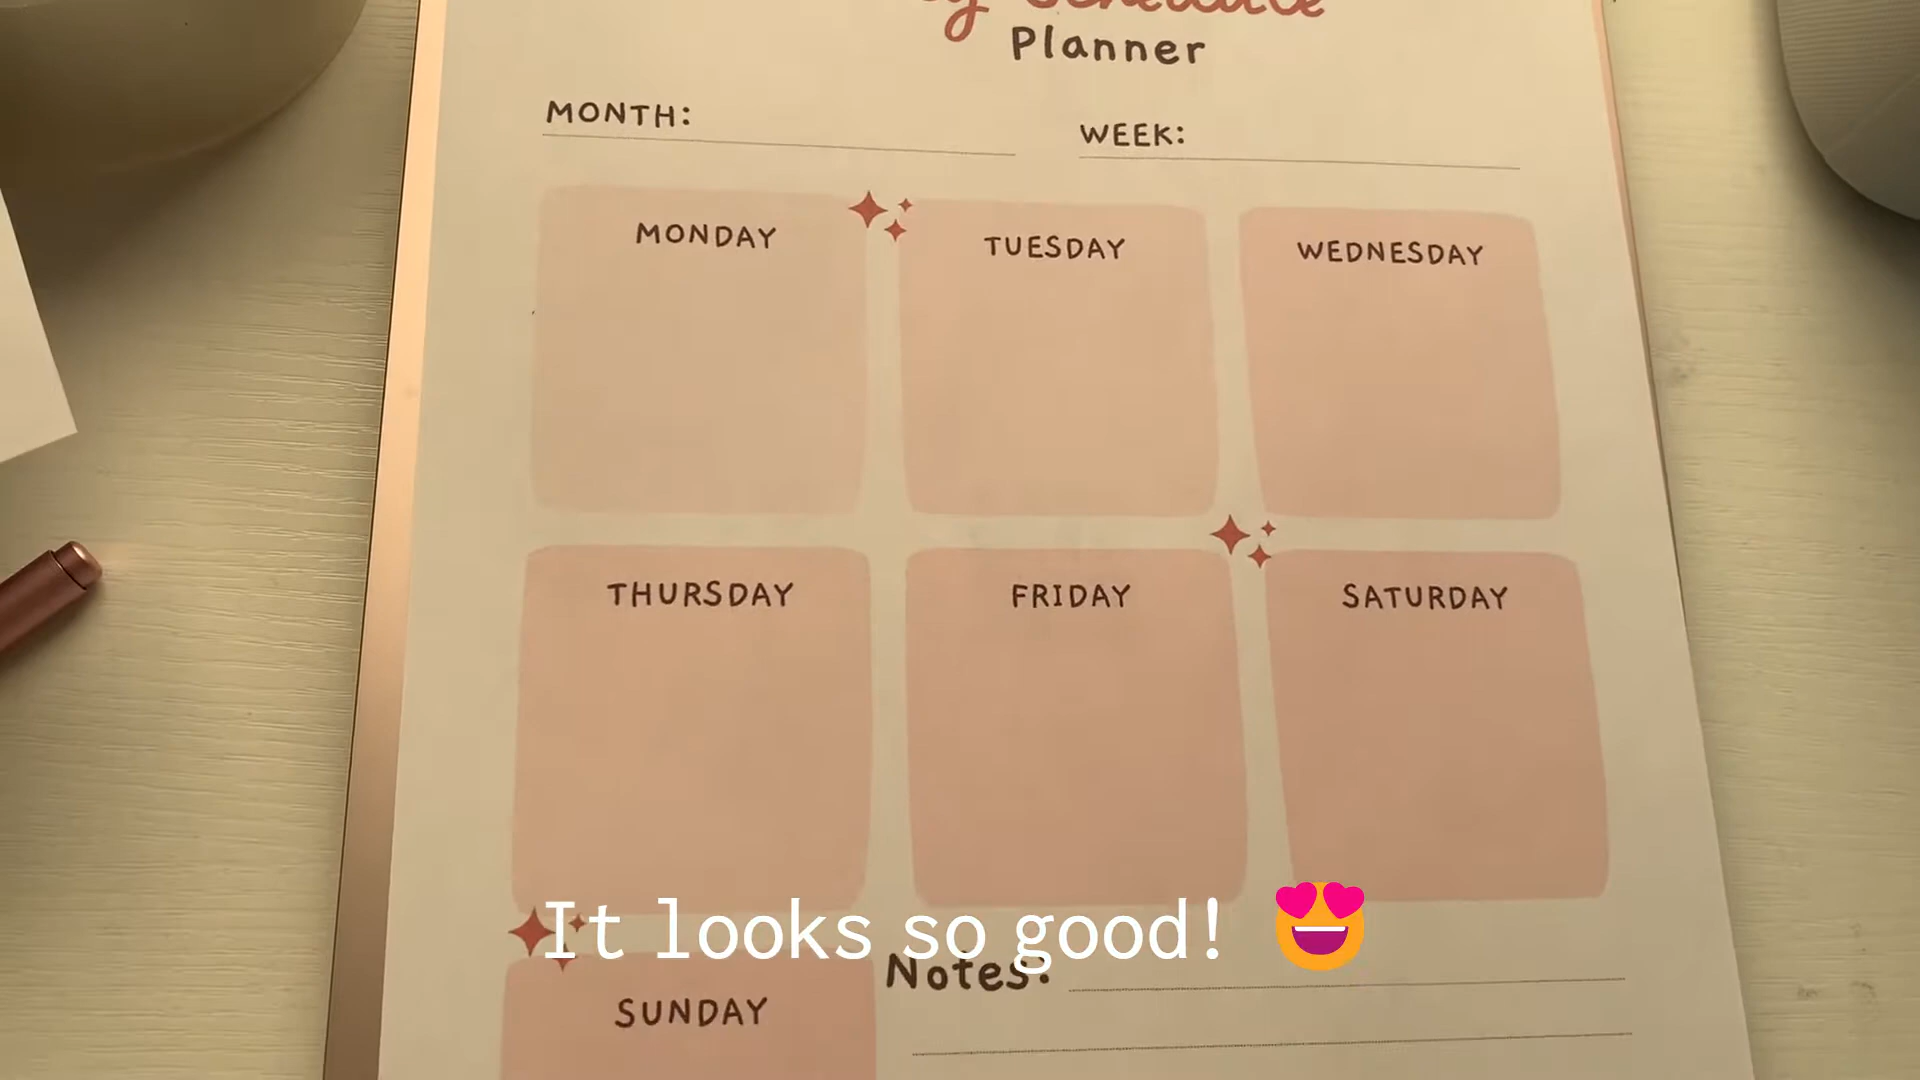 Planner
MONTH:
WEEK:
MONDAY
TUESDAY
WEDNESDAY
THURSDAY
FRIDAY
SATURDAY
It looks so good! 😍
Notes:
SUNDAY